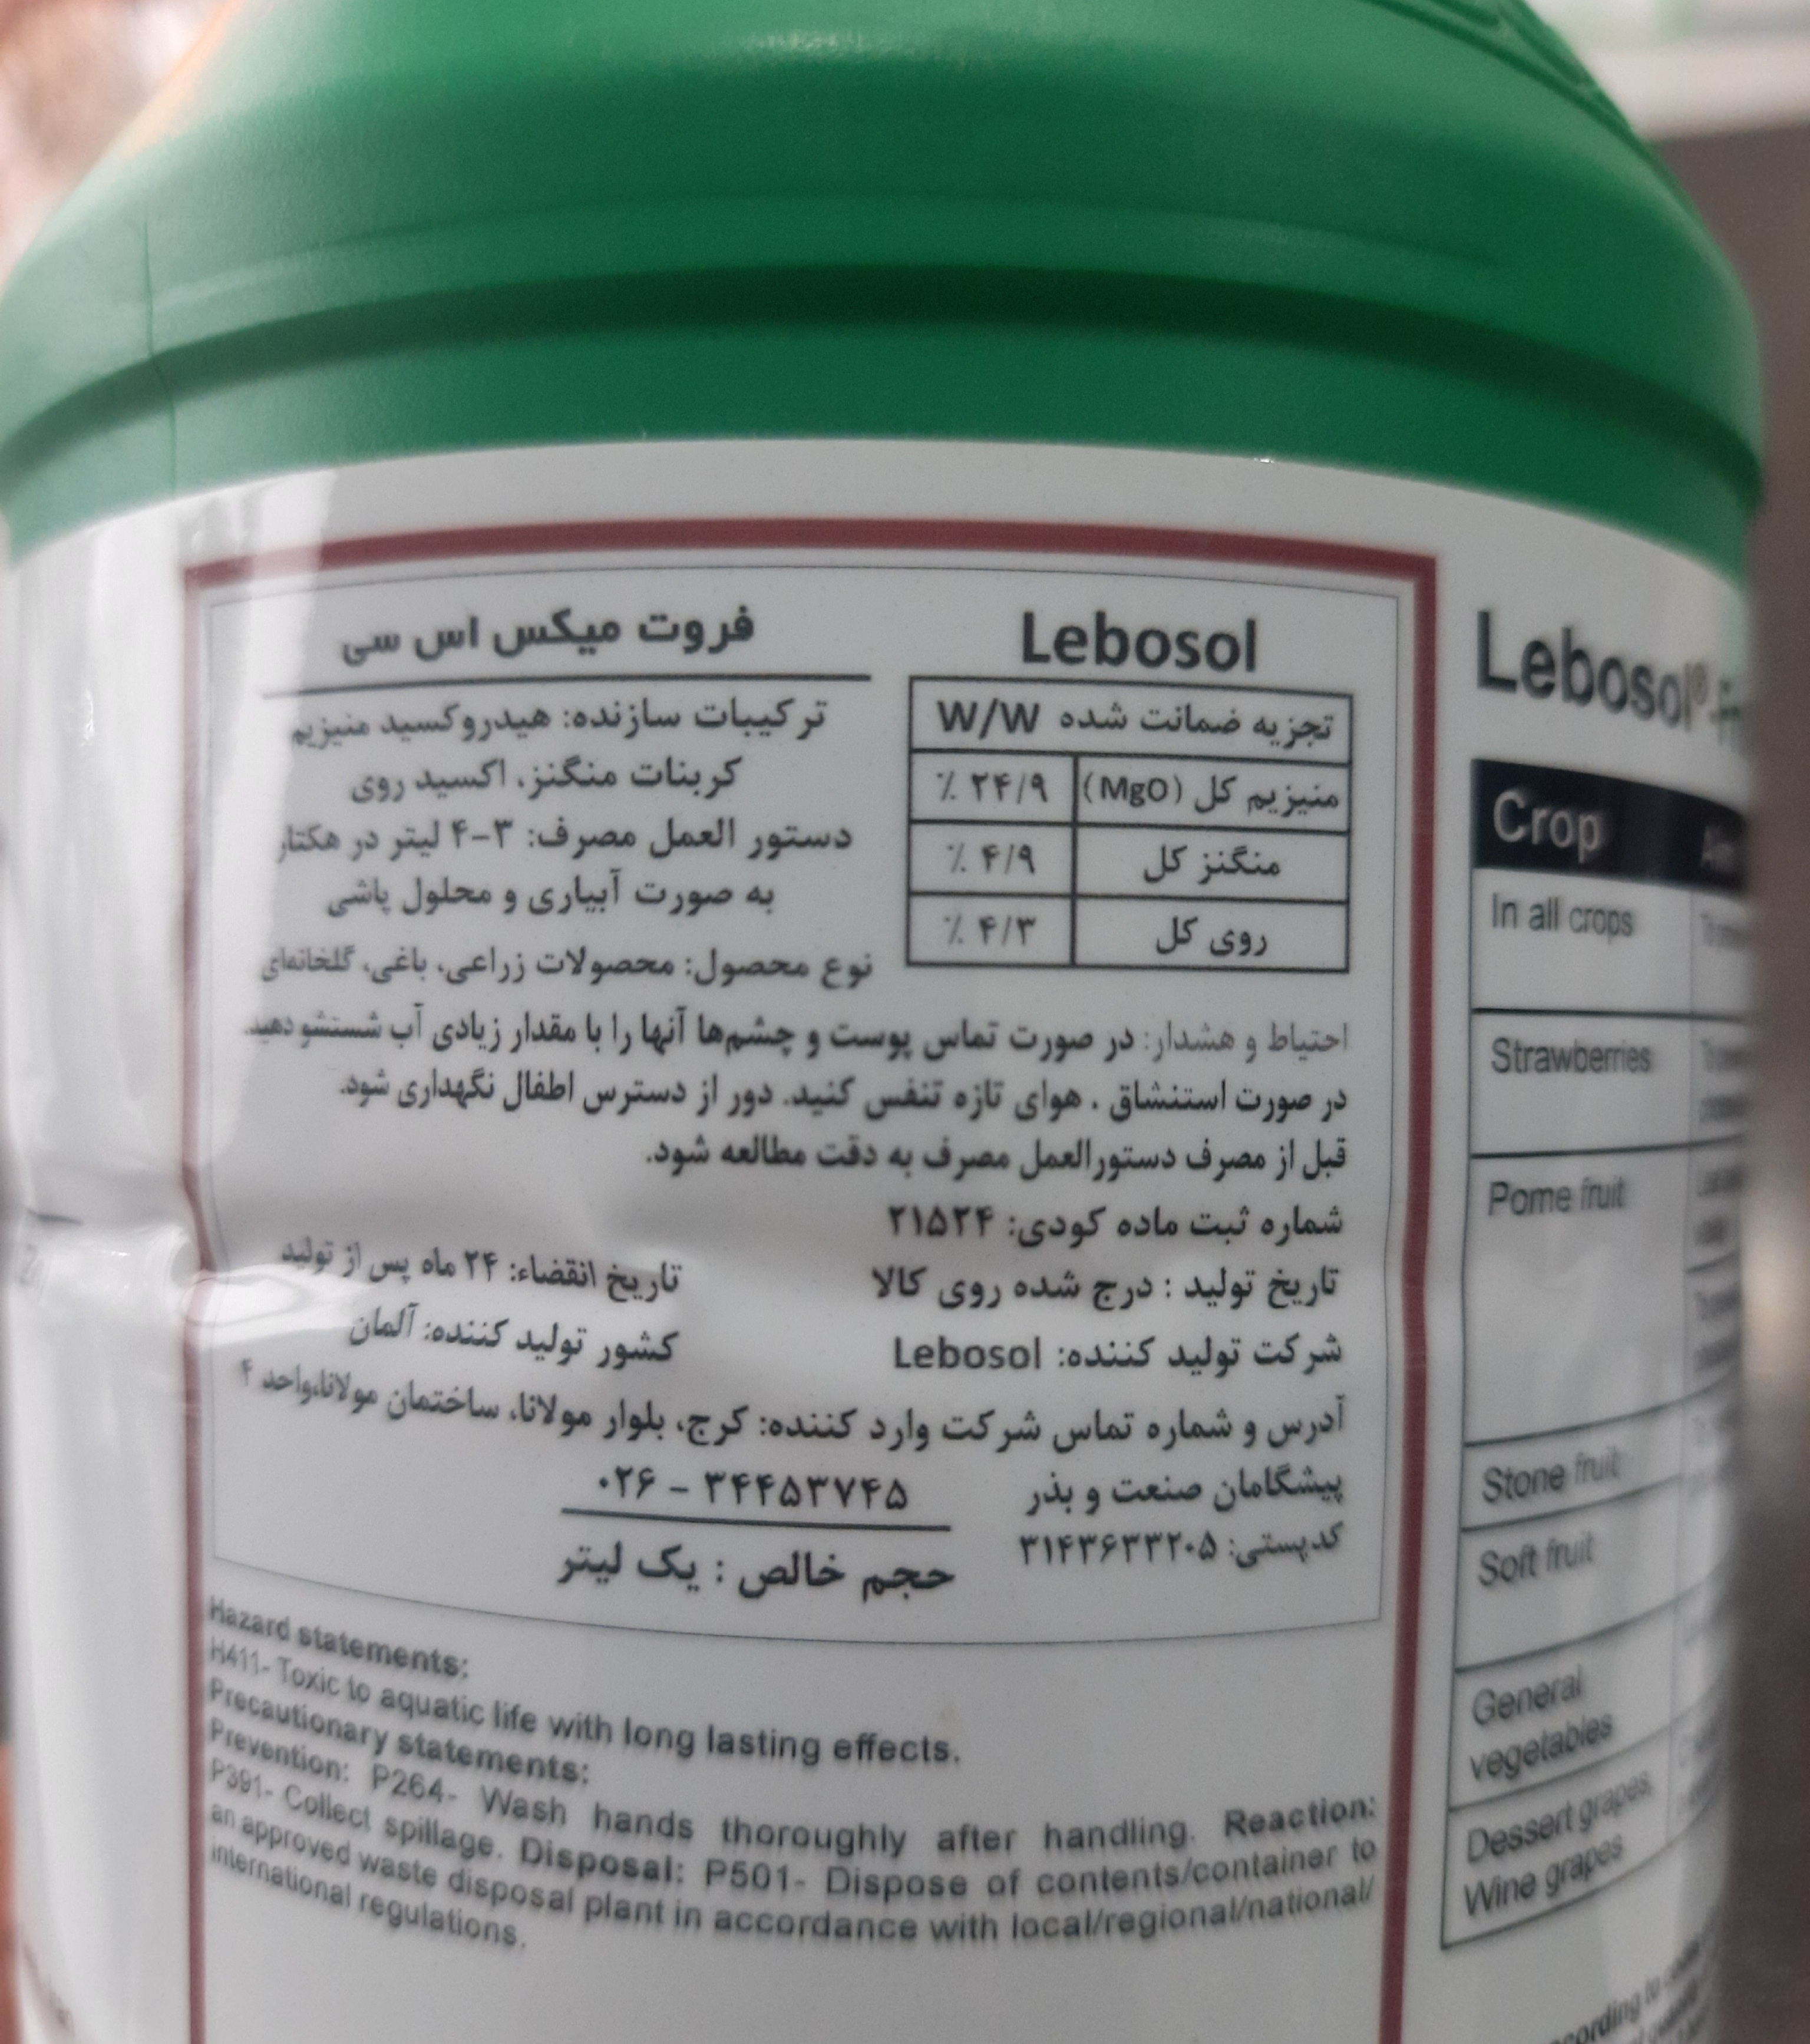 Lebosol
تجزیه ضمانت شده W/W
منیزیم کل (MgO) ۲۴/۹ ٪
منگنز کل ۴/۹ ٪
روی کل ۴/۳ ٪
فروت میکس اس سی
ترکیبات سازنده: هیدروکسید منیزیم
کربنات منگنز، اکسید روی
دستور العمل مصرف: ۳-۴ لیتر در هکتار
به صورت آبیاری و محلول پاشی
نوع محصول: محصولات زراعی، باغی، گلخانه‌ای
احتیاط و هشدار: در صورت تماس پوست و چشم‌ها آنها را با مقدار زیادی آب شستشو دهید.
در صورت استنشاق ، هوای تازه تنفس کنید. دور از دسترس اطفال نگهداری شود.
قبل از مصرف دستورالعمل مصرف به دقت مطالعه شود.
شماره ثبت ماده کودی: ۲۱۵۲۴
تاریخ تولید : درج شده روی کالا تاریخ انقضاء: ۲۴ ماه پس از تولید
شرکت تولید کننده: Lebosol کشور تولید کننده: آلمان
آدرس و شماره تماس شرکت وارد کننده: کرج، بلوار مولانا، ساختمان مولانا،واحد ۴
پیشگامان صنعت و بذر ۳۴۴۵۳۷۴۵ - ۰۲۶
کدپستی: ۳۱۴۳۶۳۳۲۰۵
حجم خالص : یک لیتر
Hazard statements:
H411- Toxic to aquatic life with long lasting effects.
Precautionary statements:
Prevention: P264- Wash hands thoroughly after handling. Reaction:
P391- Collect spillage. Disposal: P501- Dispose of contents/container to
an approved waste disposal plant in accordance with local/regional/national/
international regulations.
Lebosol®
Crop
In all crops
Strawberries
Pome fruit
Stone fruit
Soft fruit
General
vegetables
Dessert grapes,
Wine grapes